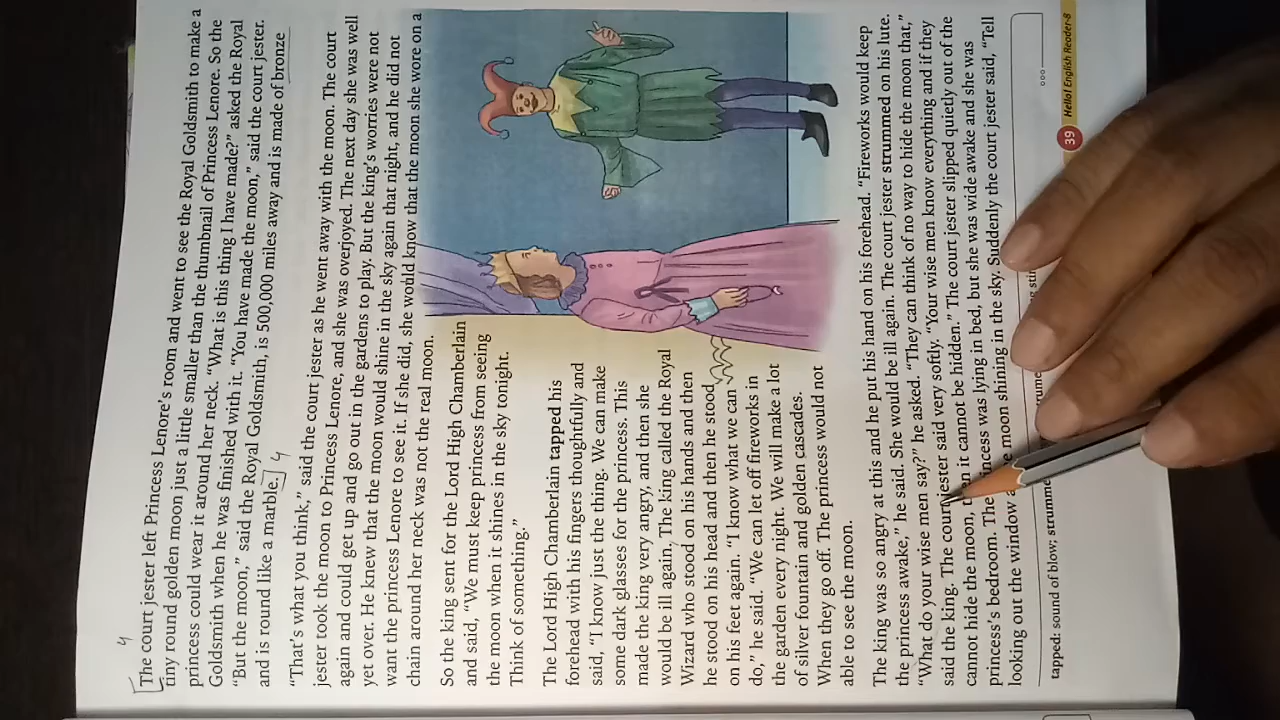 The court jester left Princess Lenore's room and went to see the Royal Goldsmith to make a
tiny round golden moon just a little smaller than the thumbnail of Princess Lenore. So the
princess could wear it around her neck. "What is this thing I have made?" asked the Royal
Goldsmith when he was finished with it. "You have made the moon," said the court jester.
"But the moon," said the Royal Goldsmith, is 500,000 miles away and is made of bronze
and is round like a marble.
"That's what you think," said the court jester as he went away with the moon. The court
jester took the moon to Princess Lenore, and she was overjoyed. The next day she was well
again and could get up and go out in the gardens to play. But the king's worries were not
yet over. He knew that the moon would shine in the sky again that night, and he did not
want the princess Lenore to see it. If she did, she would know that the moon she wore on a
chain around her neck was not the real moon.
So the king sent for the Lord High Chamberlain
and said, "We must keep princess from seeing
the moon when it shines in the sky tonight.
Think of something."
The Lord High Chamberlain tapped his
forehead with his fingers thoughtfully and
said, "I know just the thing. We can make
some dark glasses for the princess. This
made the king very angry, and then she
would be ill again, The king called the Royal
Wizard who stood on his hands and then
he stood on his head and then he stood
on his feet again. "I know what we can
do," he said. "We can let off fireworks in
the garden every night. We will make a lot
of silver fountain and golden cascades.
When they go off. The princess would not
able to see the moon.
The king was so angry at this and he put his hand on his forehead. "Fireworks would keep
the princess awake," he said. She would be ill again. The court jester strummed on his lute.
"What do your wise men say?" he asked. "They can think of no way to hide the moon that,"
said the king. The court jester said very softly. "Your wise men know everything and if they
cannot hide the moon, it cannot be hidden." The court jester slipped quietly out of the
princess's bedroom. The princess was lying in bed, but she was wide awake and she was
looking out the window moon shining in the sky. Suddenly the court jester said, "Tell
tapped: sound of blow; strumme
39 Hello! English Reader-8
4
4